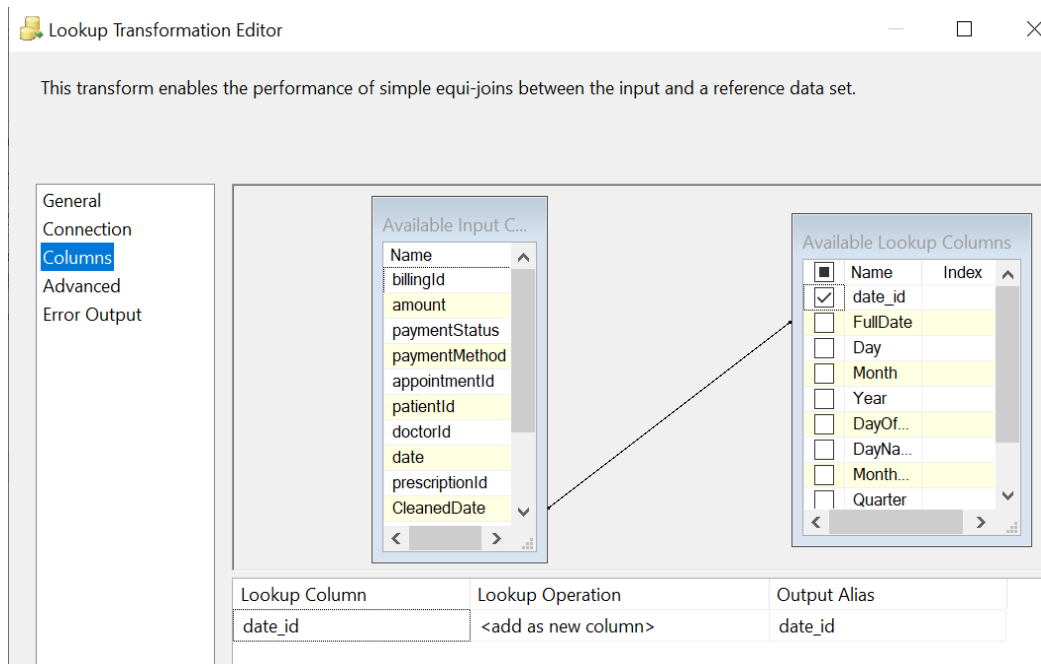 Lookup Transformation Editor
This transform enables the performance of simple equi-joins between the input and a reference data set.
General
Connection
Columns
Advanced
Error Output
Available Input C...
Name
billingId
amount
paymentStatus
paymentMethod
appointmentId
patientId
doctorId
date
prescriptionId
CleanedDate
Available Lookup Columns
Name Index
date_id
FullDate
Day
Month
Year
DayOf...
DayNa...
Month...
Quarter
Lookup Column Lookup Operation Output Alias
date_id <add as new column> date_id